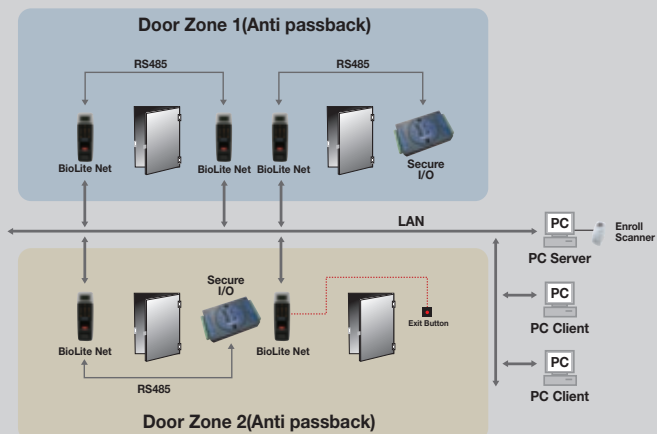 Door Zone 1(Anti passback)
RS485
RS485
BioLite Net
BioLite Net
BioLite Net
Secure
I/O
LAN
PC
Enroll
Scanner
PC Server
Secure
I/O
BioLite Net
BioLite Net
Exit Button
RS485
PC
PC Client
PC
PC Client
Door Zone 2(Anti passback)